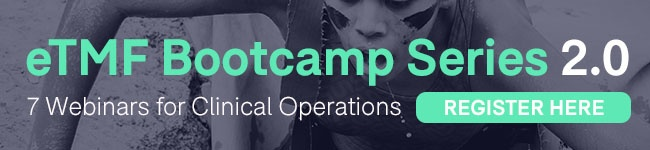 eTMF Bootcamp Series 2.0
7 Webinars for Clinical Operations
REGISTER HERE